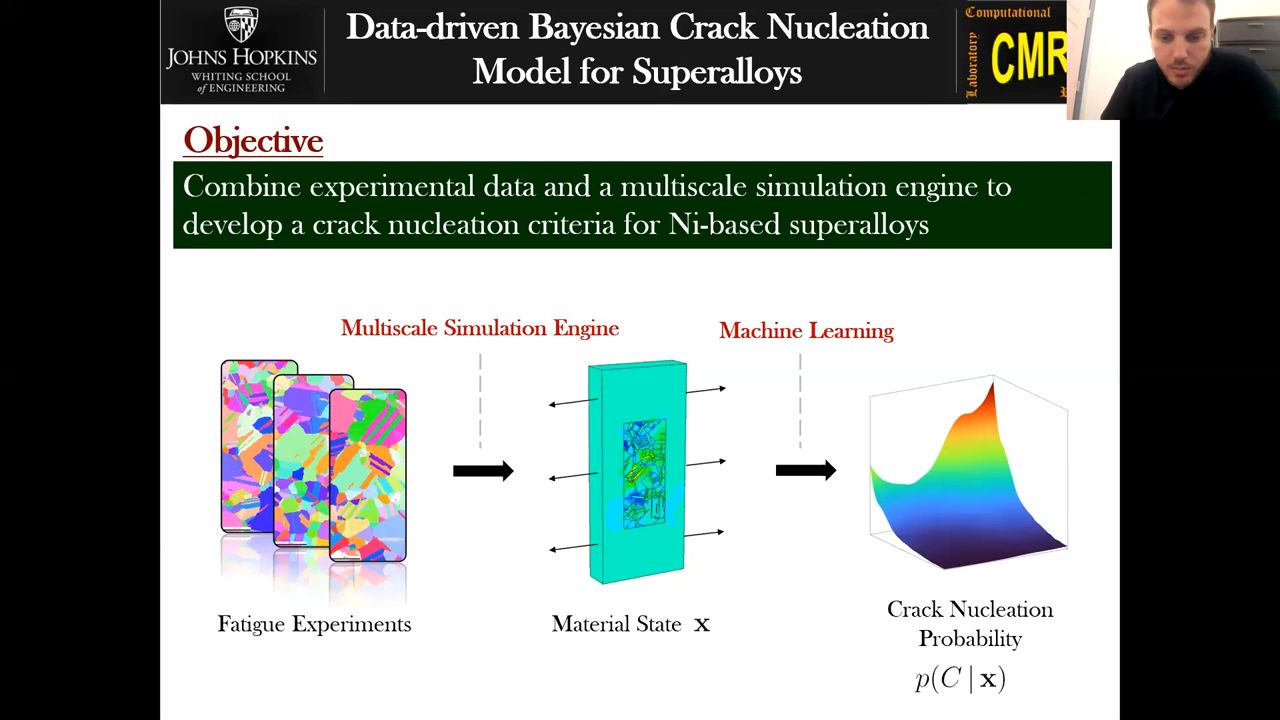 JOHNS HOPKINS
WHITING SCHOOL
of ENGINEERING
Data-driven Bayesian Crack Nucleation
Model for Superalloys
Computational
Laboratory
CMR
Objective
Combine experimental data and a multiscale simulation engine to
develop a crack nucleation criteria for Ni-based superalloys
Multiscale Simulation Engine
Machine Learning
Fatigue Experiments
Material State x
Crack Nucleation
Probability
p(C | x)